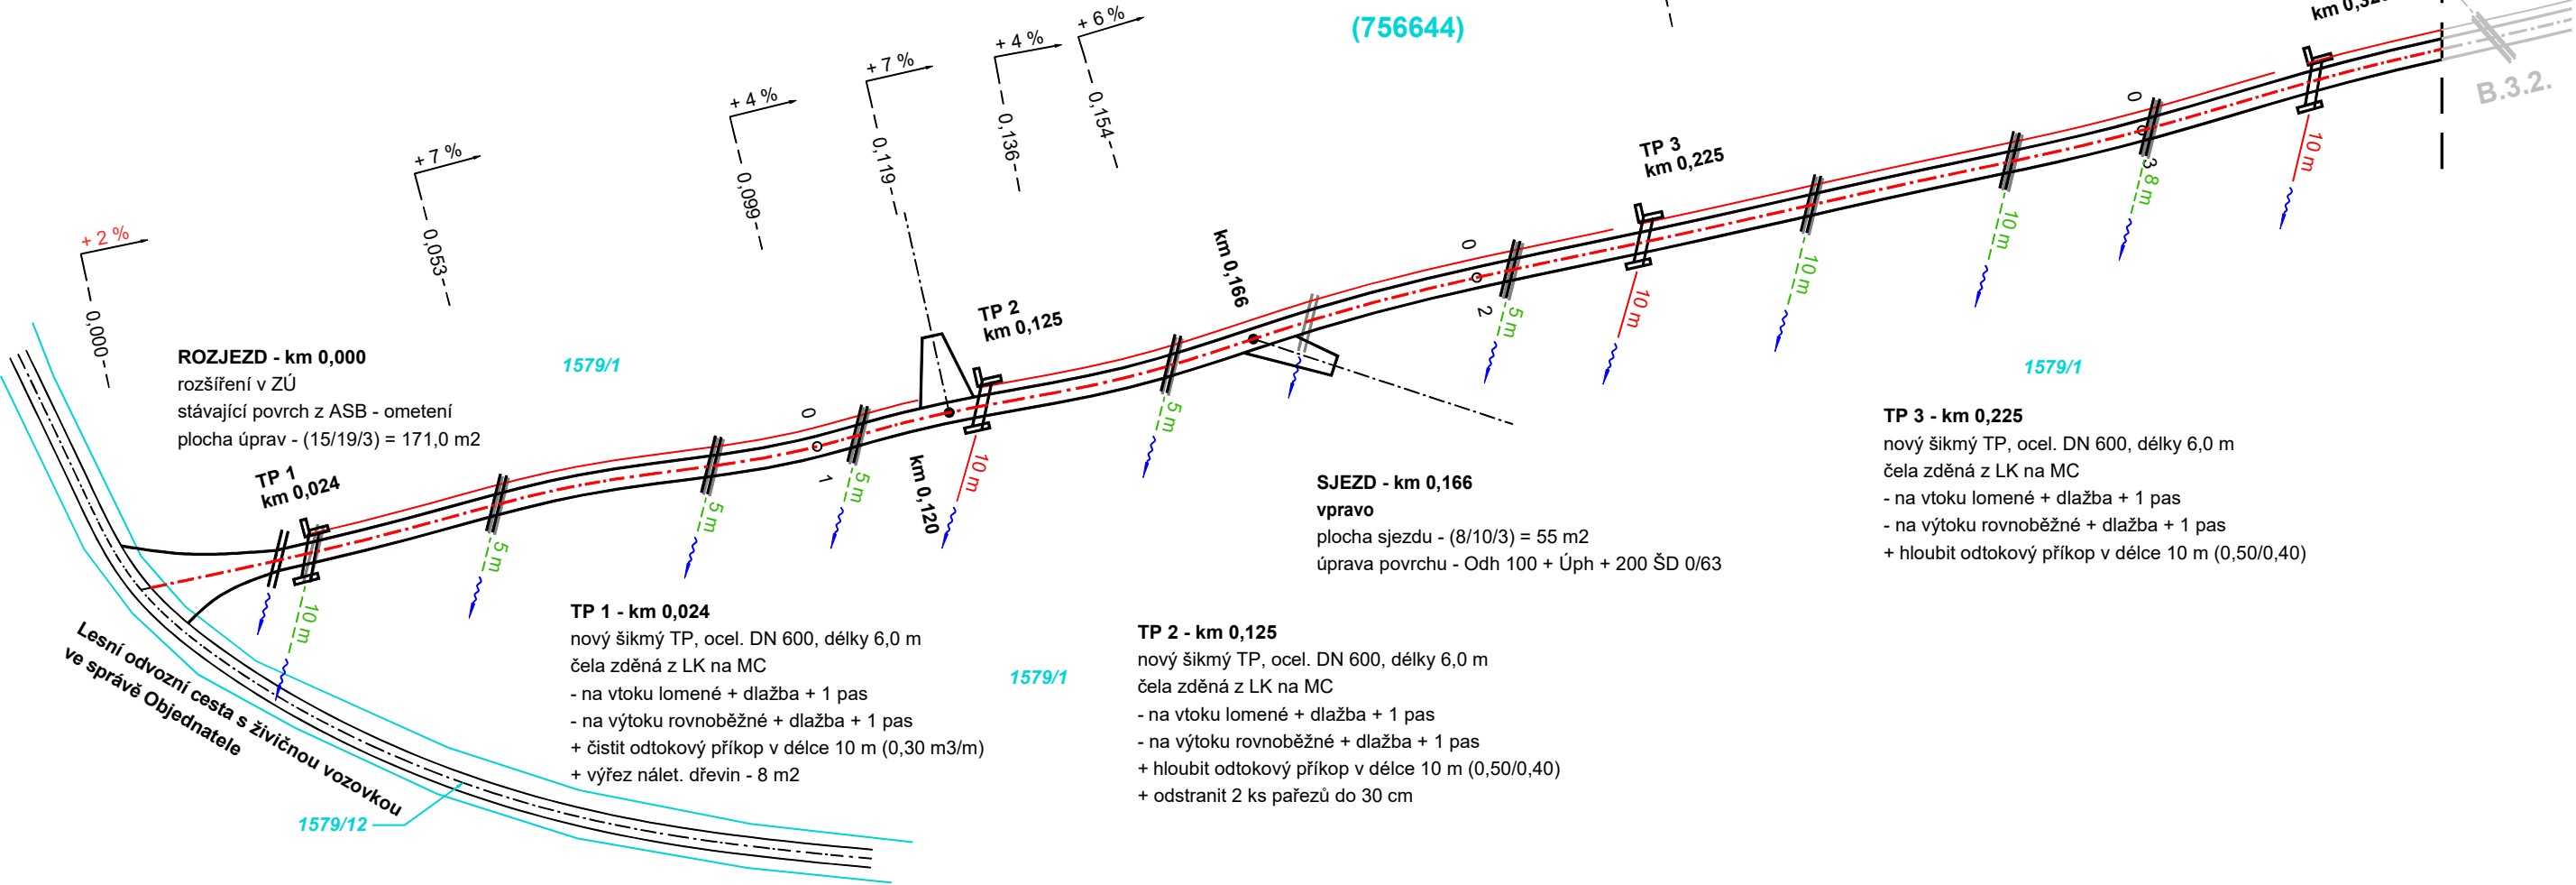 (756644)
+ 2 %
0,000
+ 7 %
0,053
+ 4 %
0,099
+ 7 %
0,119
+ 4 %
0,136
+ 6 %
0,154
B.3.2.
ROZJEZD - km 0,000
rozšíření v ZÚ
stávající povrch z ASB - ometení
plocha úprav - (15/19/3) = 171,0 m2
1579/1
TP 1
km 0,024
TP 2
km 0,125
km 0,120
km 0,166
TP 3
km 0,225
10 m
5 m
5 m
0
1
5 m
10 m
5 m
0
2
5 m
10 m
10 m
10 m
0
3
8 m
10 m
1579/1
SJEZD - km 0,166
vpravo
plocha sjezdu - (8/10/3) = 55 m2
úprava povrchu - Odh 100 + Úph + 200 ŠD 0/63
TP 3 - km 0,225
nový šikmý TP, ocel. DN 600, délky 6,0 m
čela zděná z LK na MC
- na vtoku lomené + dlažba + 1 pas
- na výtoku rovnoběžné + dlažba + 1 pas
+ hloubit odtokový příkop v délce 10 m (0,50/0,40)
TP 1 - km 0,024
nový šikmý TP, ocel. DN 600, délky 6,0 m
čela zděná z LK na MC
- na vtoku lomené + dlažba + 1 pas
- na výtoku rovnoběžné + dlažba + 1 pas
+ čistit odtokový příkop v délce 10 m (0,30 m3/m)
+ výřez nálet. dřevin - 8 m2
1579/1
TP 2 - km 0,125
nový šikmý TP, ocel. DN 600, délky 6,0 m
čela zděná z LK na MC
- na vtoku lomené + dlažba + 1 pas
- na výtoku rovnoběžné + dlažba + 1 pas
+ hloubit odtokový příkop v délce 10 m (0,50/0,40)
+ odstranit 2 ks pařezů do 30 cm
Lesní odvozní cesta s živičnou vozovkou
ve správě Objednatele
1579/12